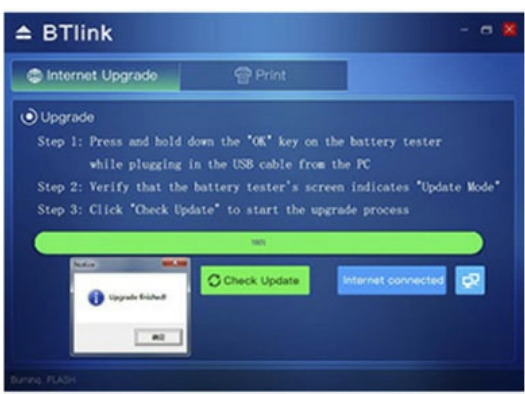 BTlink
Internet Upgrade
Print
Upgrade
Step 1: Press and hold down the "OK" key on the battery tester
while plugging in the USB cable from the PC
Step 2: Verify that the battery tester's screen indicates "Update Mode"
Step 3: Click "Check Update" to start the upgrade process
100%
Notice
Upgrade finished!
Check Update
Internet connected
Burning. FLASH